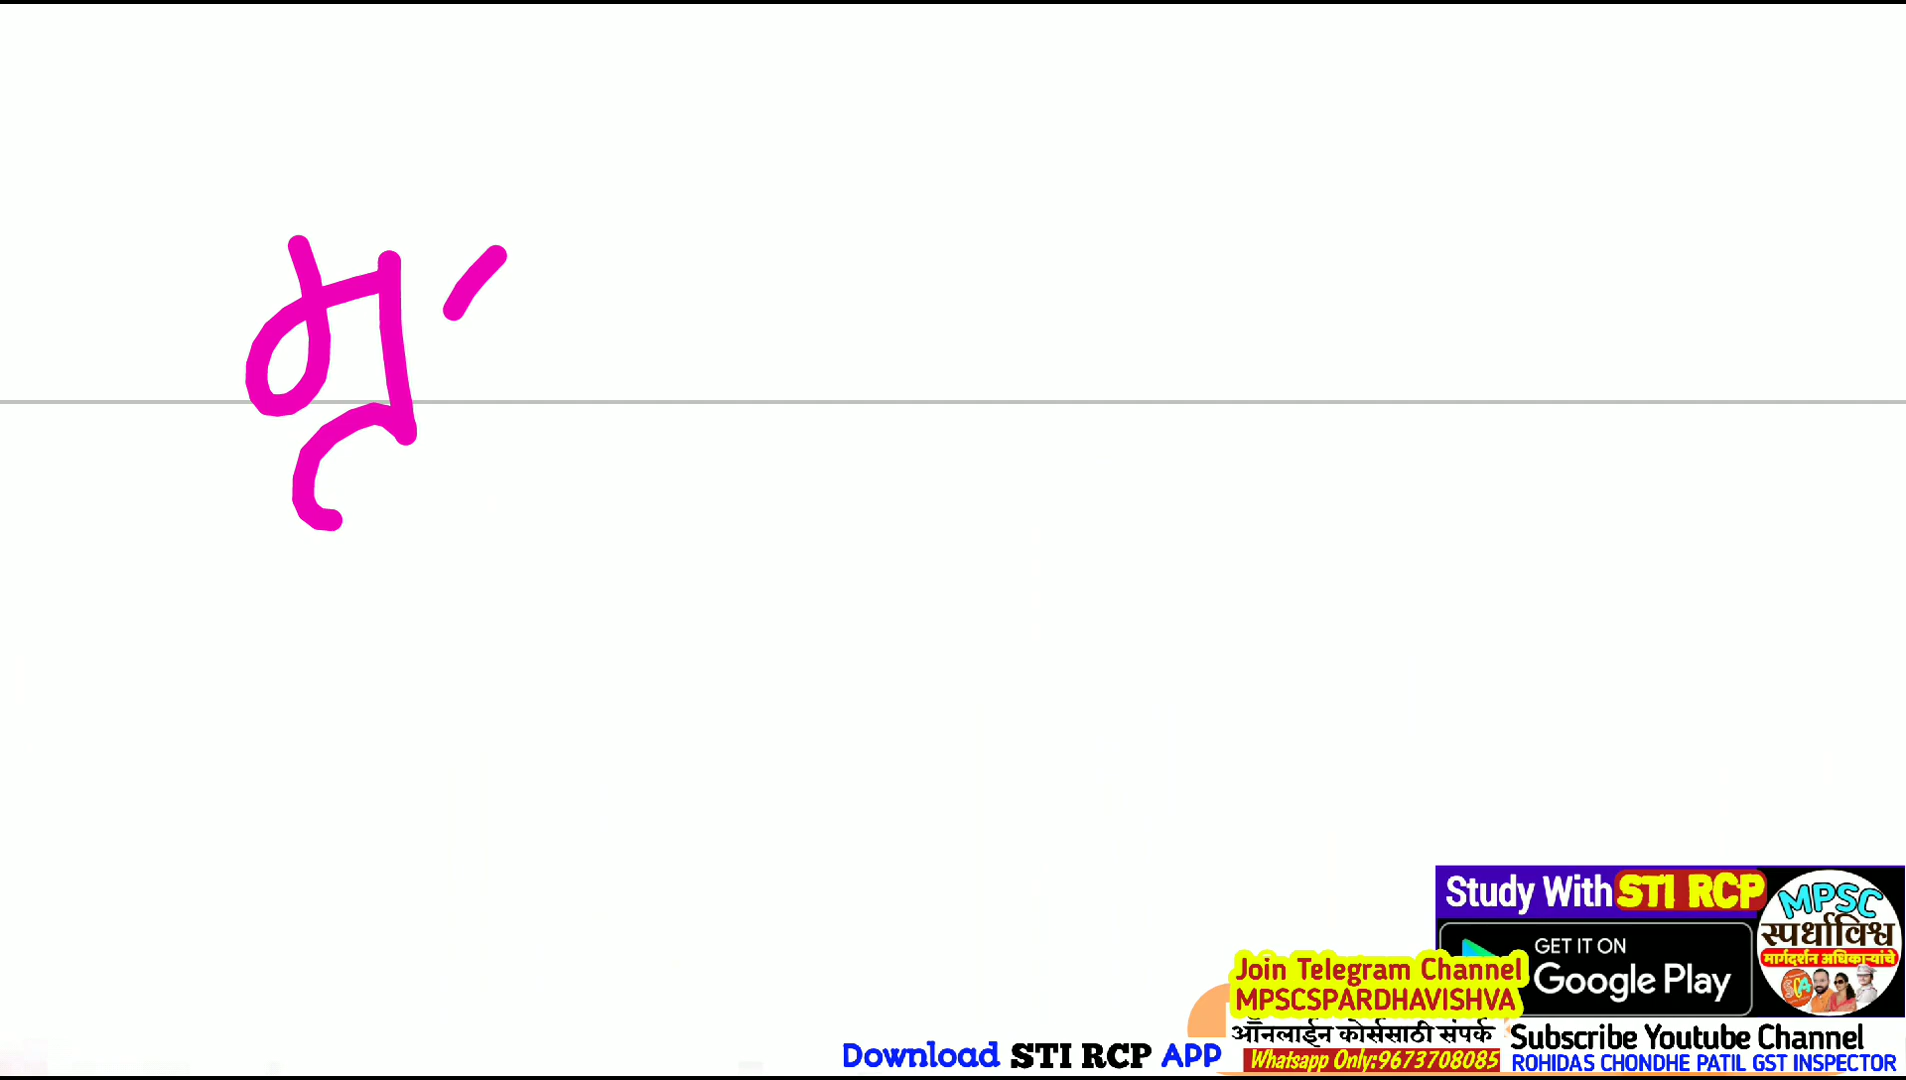 मु
Study With STI RCP
MPSC
स्पर्धाविश्व
मार्गदर्शन अधिकाऱ्यांचे
GET IT ON
Google Play
Join Telegram Channel
MPSCSPARDHAVISHVA
ऑनलाईन कोर्ससाठी संपर्क
Whatsapp Only:9673708085
Subscribe Youtube Channel
ROHIDAS CHONDHE PATIL GST INSPECTOR
Download STI RCP APP